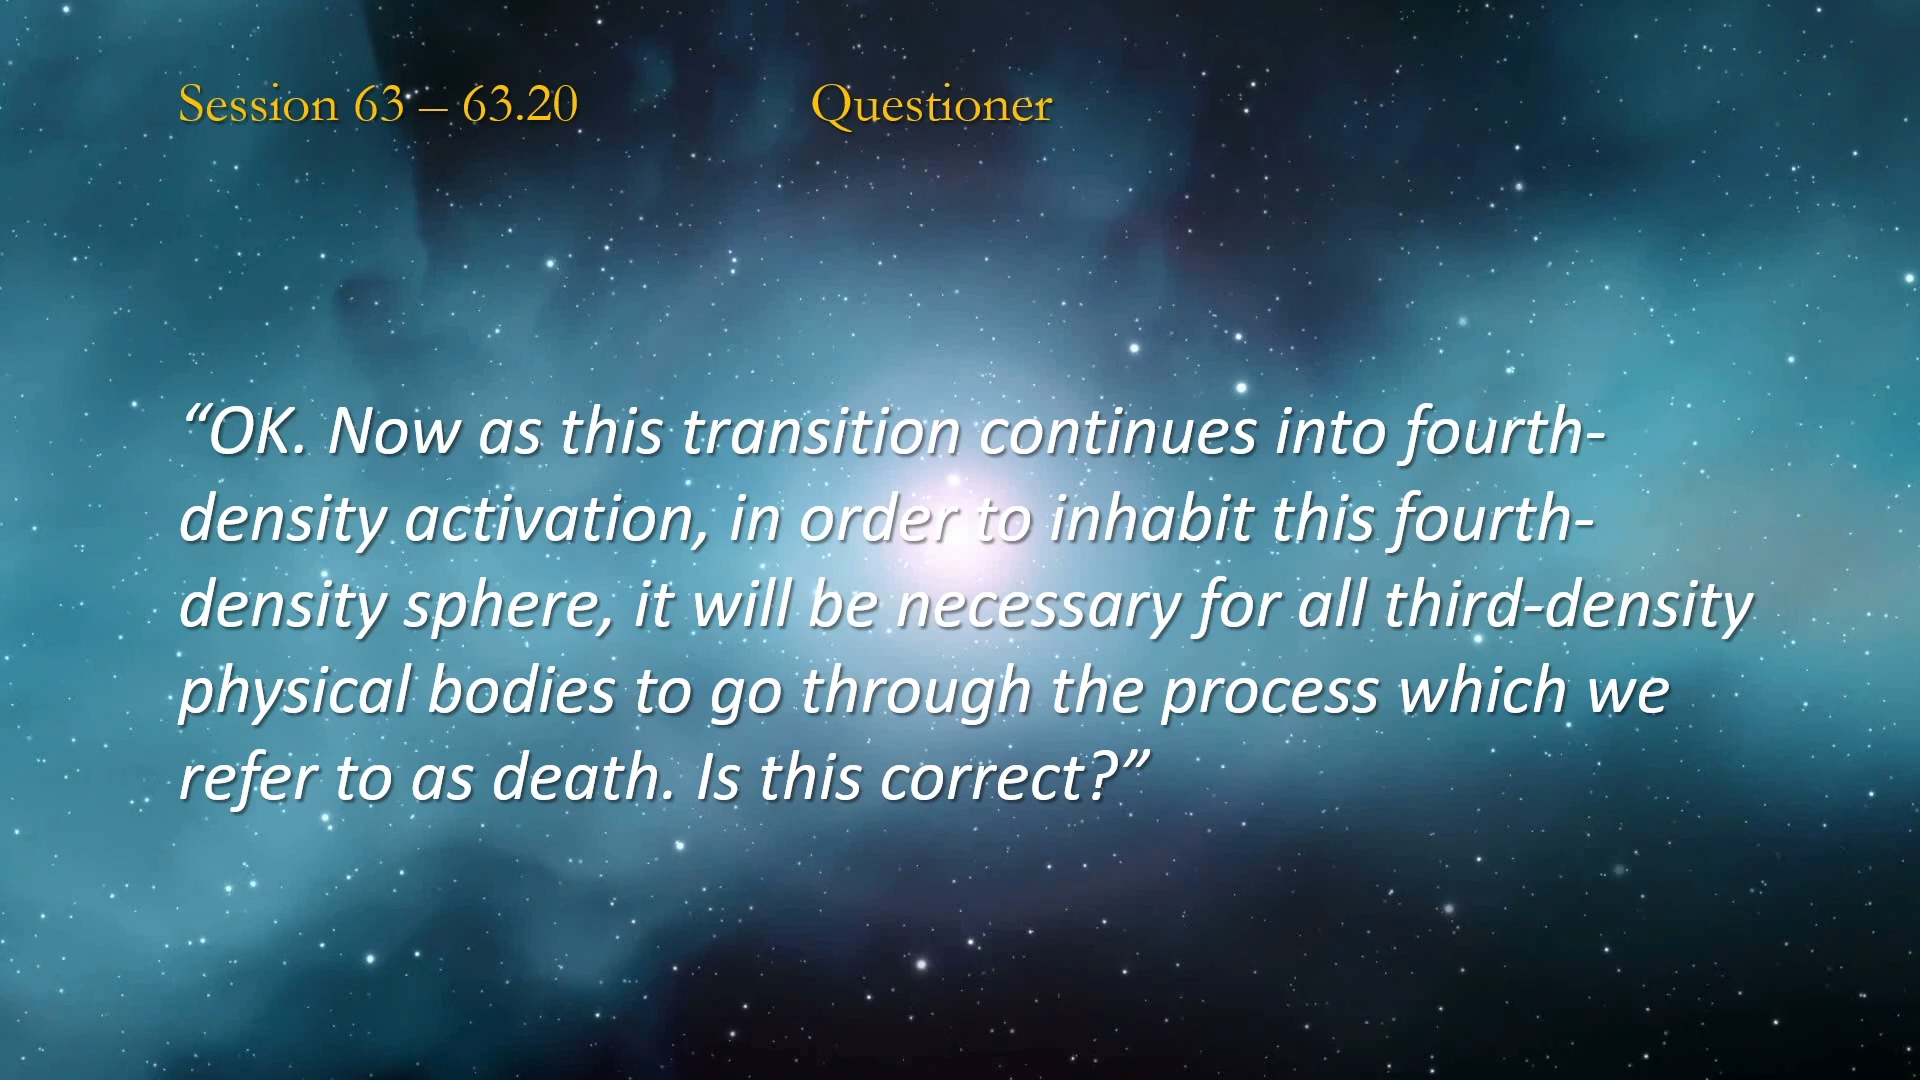 Session 63 – 63.20 Questioner
“OK. Now as this transition continues into fourth-
density activation, in order to inhabit this fourth-
density sphere, it will be necessary for all third-density
physical bodies to go through the process which we
refer to as death. Is this correct?”